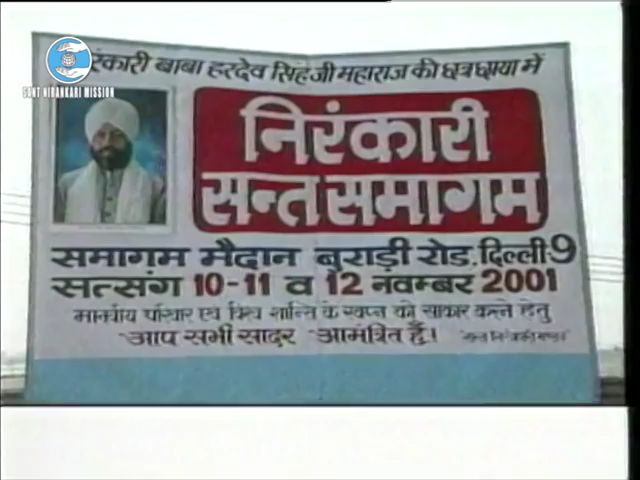 SANT NIRANKARI MISSION
निरंकारी बाबा हरदेव सिंह जी महाराज की छत्रछाया में
निरंकारी
सन्त समागम
समागम मैदान बुराड़ी रोड, दिल्ली-9
सत्संग 10-11 व 12 नवम्बर 2001
मानवीय परिवार एवं विश्व शान्ति के स्वप्न को साकार करने हेतु
आप सभी सादर आमंत्रित हैं।